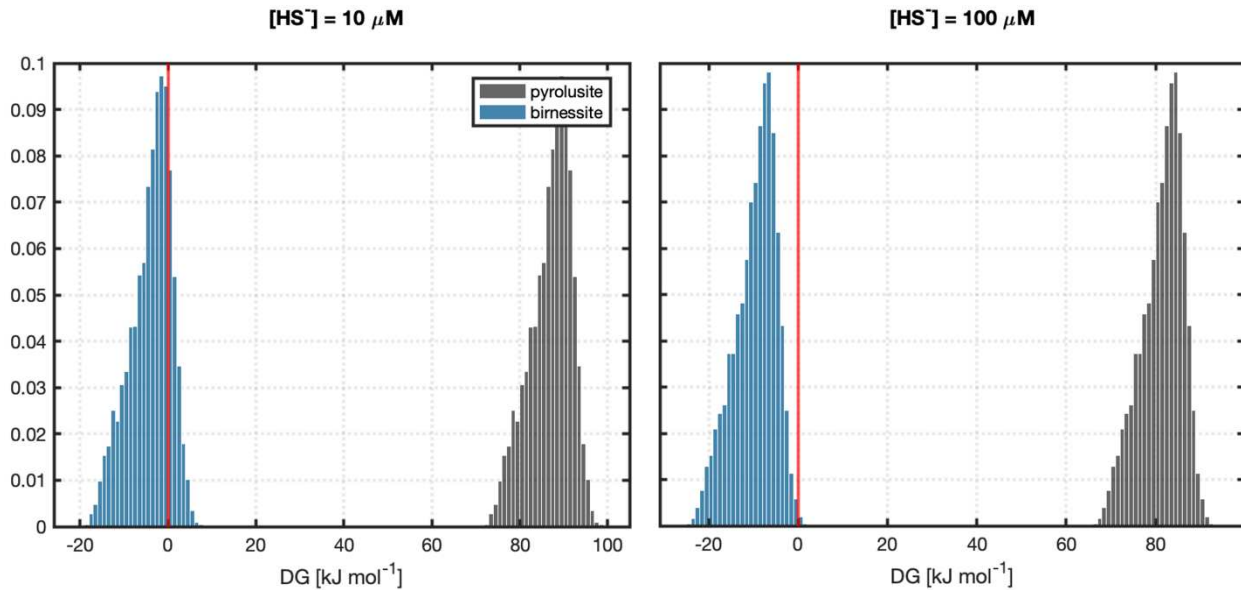 [HS⁻] = 10 μM
[HS⁻] = 100 μM
0.1
0.09
0.08
0.07
0.06
0.05
0.04
0.03
0.02
0.01
0
pyrolusite
birnessite
-20 0 20 40 60 80 100
-20 0 20 40 60 80
DG [kJ mol⁻¹]
DG [kJ mol⁻¹]